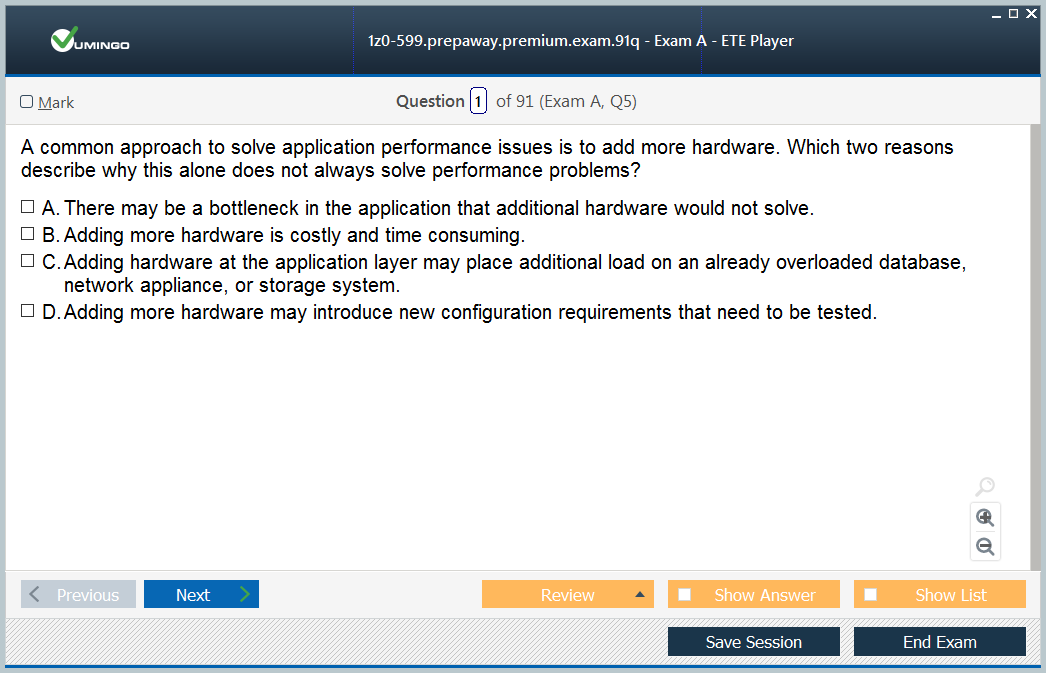 VUMINGO
1z0-599.prepaway.premium.exam.91q - Exam A - ETE Player
Mark
Question 1 of 91 (Exam A, Q5)
A common approach to solve application performance issues is to add more hardware. Which two reasons
describe why this alone does not always solve performance problems?
A. There may be a bottleneck in the application that additional hardware would not solve.
B. Adding more hardware is costly and time consuming.
C. Adding hardware at the application layer may place additional load on an already overloaded database,
network appliance, or storage system.
D. Adding more hardware may introduce new configuration requirements that need to be tested.
Previous
Next
Review
Show Answer
Show List
Save Session
End Exam